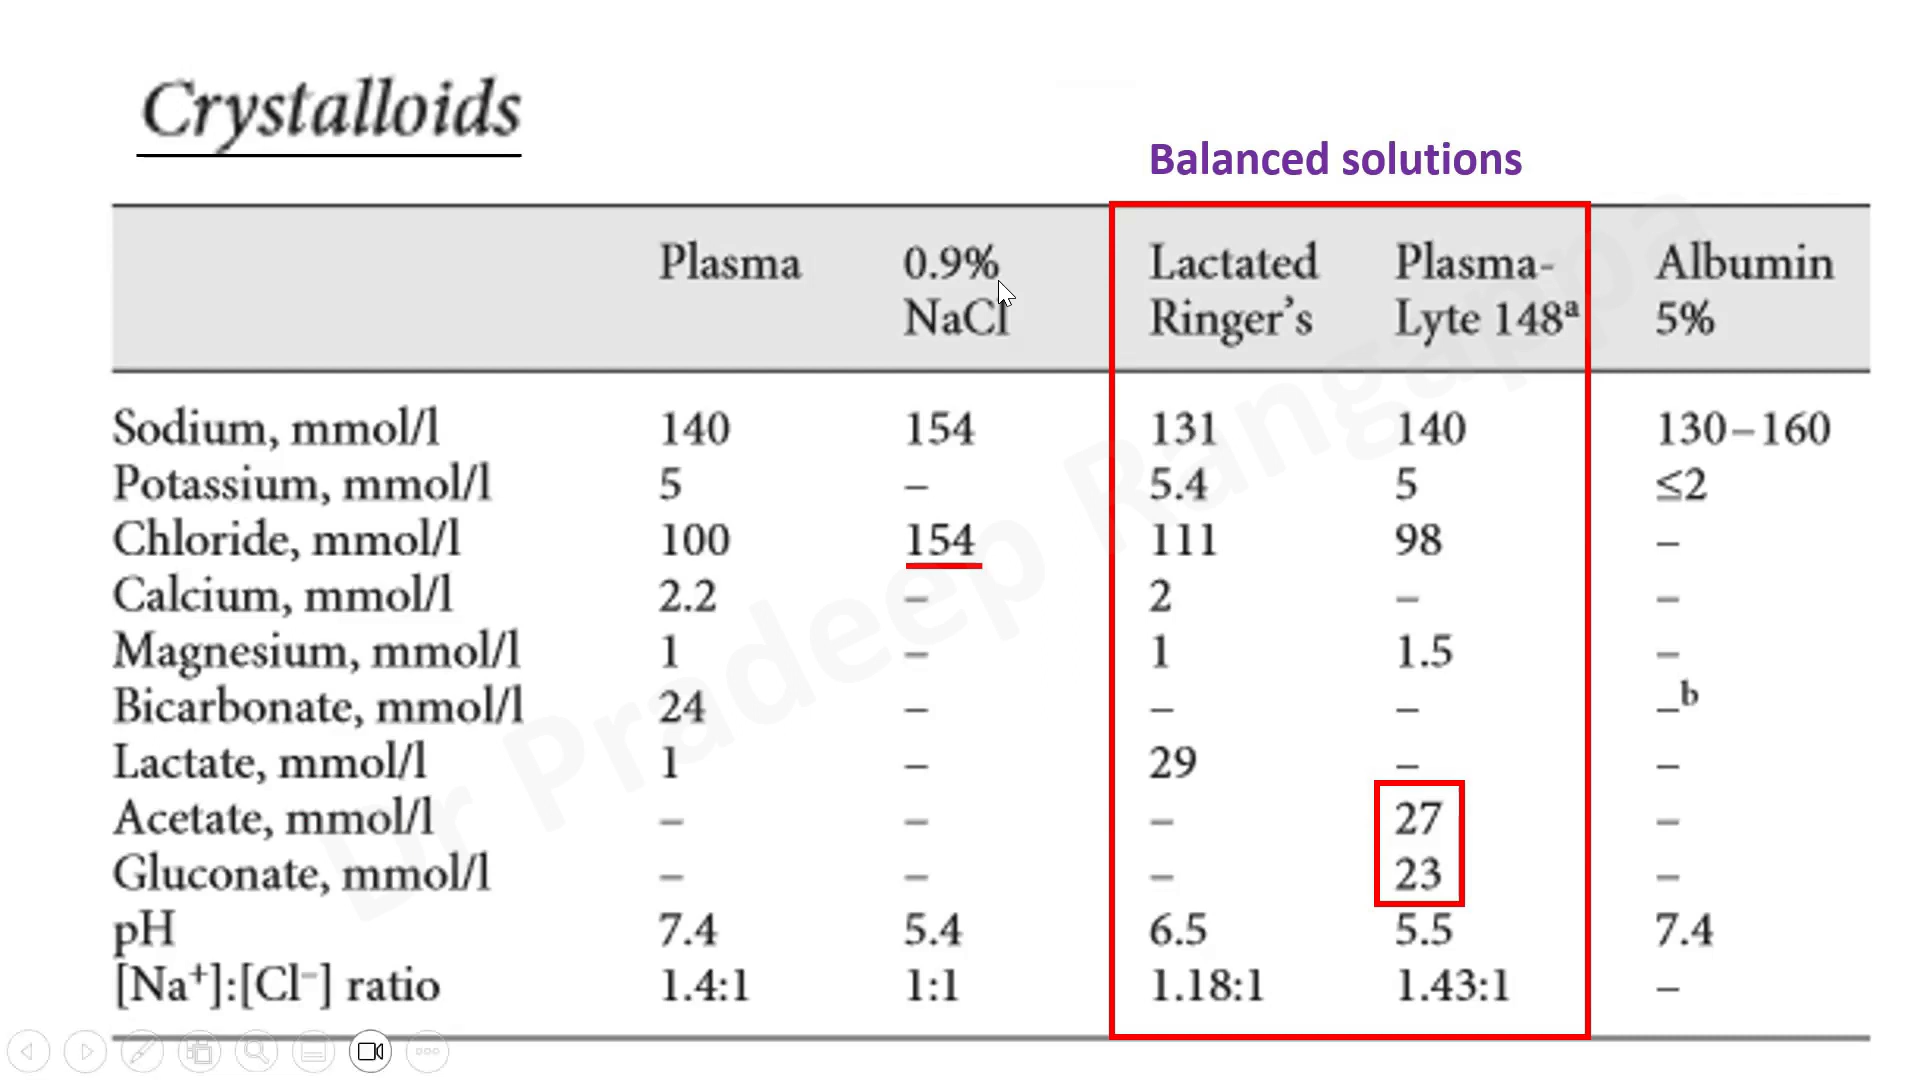 Crystalloids
Balanced solutions
Plasma 0.9% NaCl Lactated Ringer's Plasma-Lyte 148ᵃ Albumin 5%
Sodium, mmol/l 140 154 131 140 130–160
Potassium, mmol/l 5 – 5.4 5 ≤2
Chloride, mmol/l 100 154 111 98 –
Calcium, mmol/l 2.2 – 2 – –
Magnesium, mmol/l 1 – 1 1.5 –
Bicarbonate, mmol/l 24 – – – –ᵇ
Lactate, mmol/l 1 – 29 – –
Acetate, mmol/l – – – 27 –
Gluconate, mmol/l – – – 23 –
pH 7.4 5.4 6.5 5.5 7.4
[Na⁺]:[Cl⁻] ratio 1.4:1 1:1 1.18:1 1.43:1 –
Dr Pradeep Rangappa